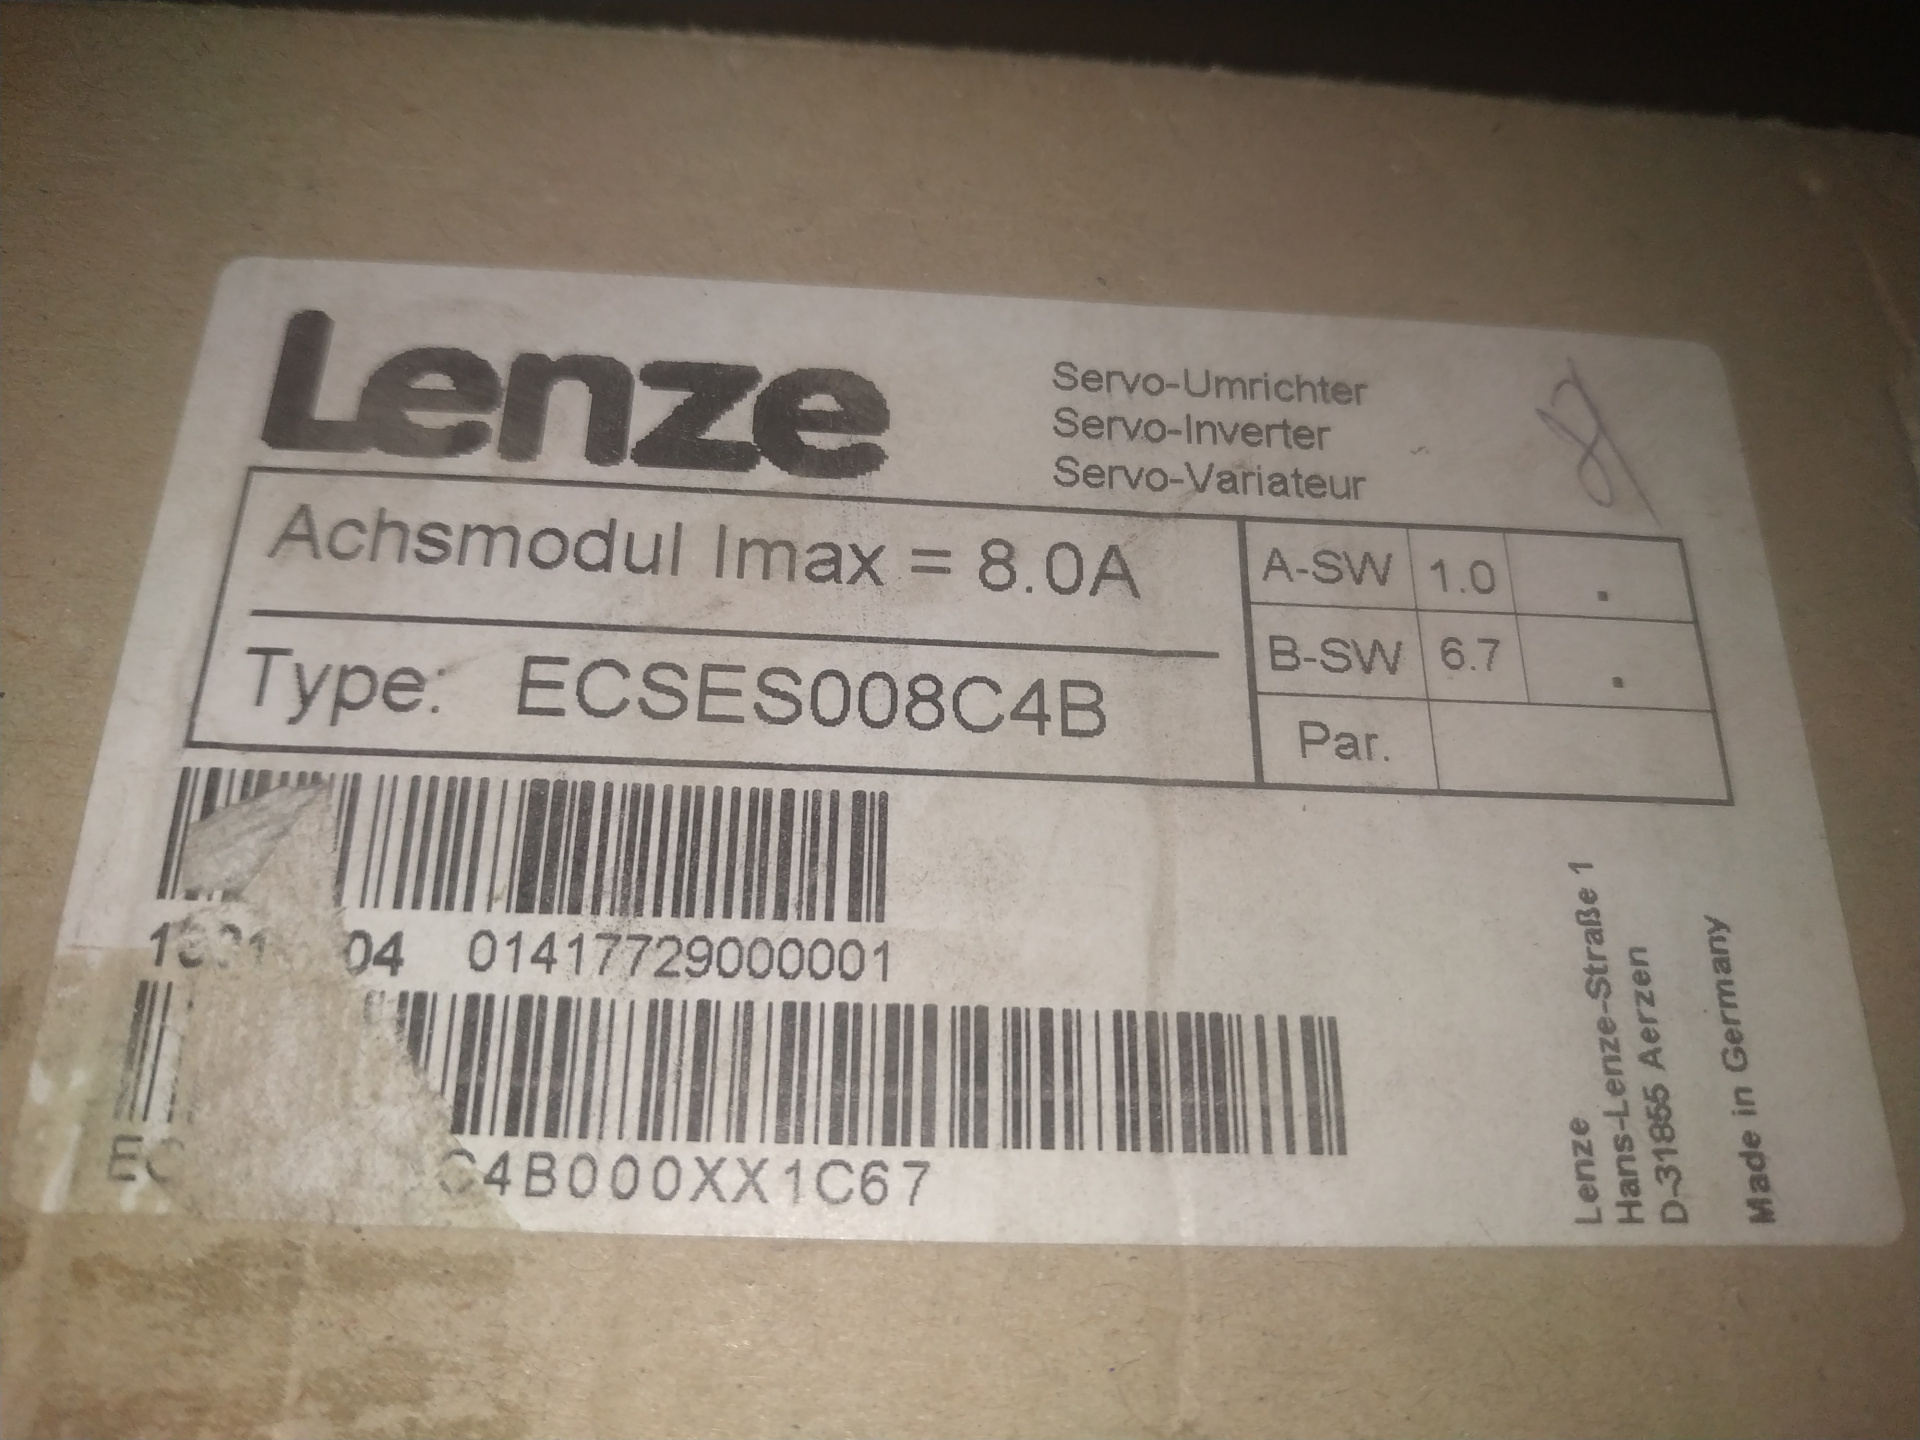 Lenze
Servo-Umrichter
Servo-Inverter
Servo-Variateur
Achsmodul Imax = 8.0A
Type: ECSES008C4B
A-SW 1.0 .
B-SW 6.7 .
Par.
04 01417729000001
C4B000XX1C67
Lenze
Hans-Lenze-Straße 1
D-31855 Aerzen
Made in Germany